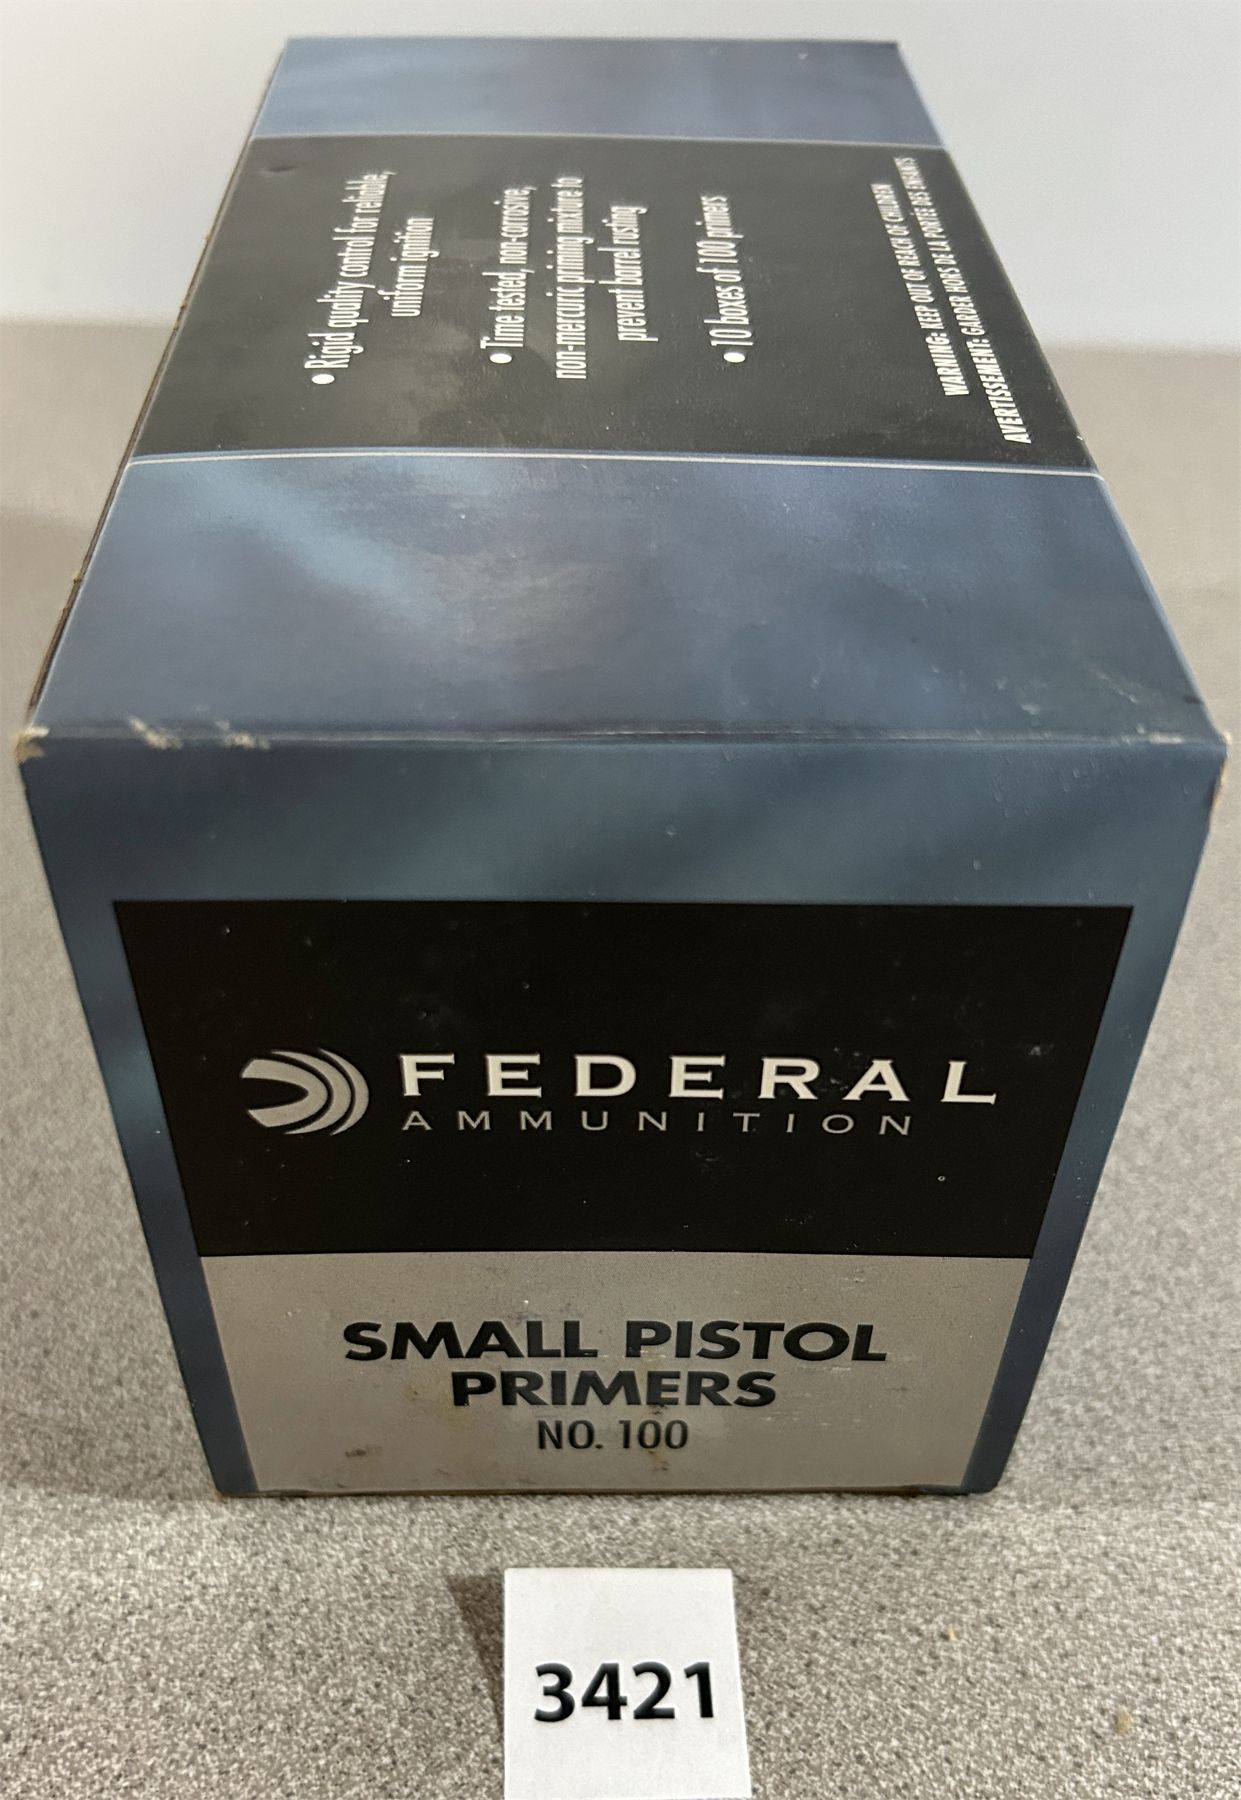 • Rigid quality control for reliable,
uniform ignition
• Time tested, non-corrosive,
non-mercuric priming mixture to
prevent barrel rusting
• 10 boxes of 100 primers
WARNING: KEEP OUT OF REACH OF CHILDREN
AVERTISSEMENT: GARDER HORS DE LA PORTÉE DES ENFANTS
FEDERAL
AMMUNITION
SMALL PISTOL
PRIMERS
NO. 100
3421